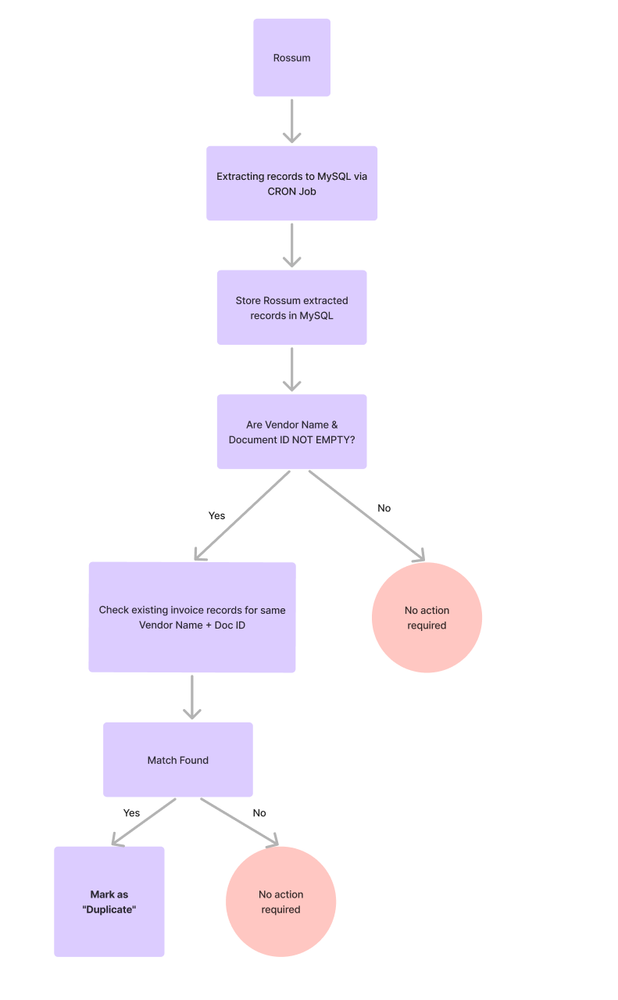 Rossum
Extracting records to MySQL via
CRON Job
Store Rossum extracted
records in MySQL
Are Vendor Name &
Document ID NOT EMPTY?
Yes
No
Check existing invoice records for same
Vendor Name + Doc ID
No action
required
Match Found
Yes
No
Mark as
"Duplicate"
No action
required